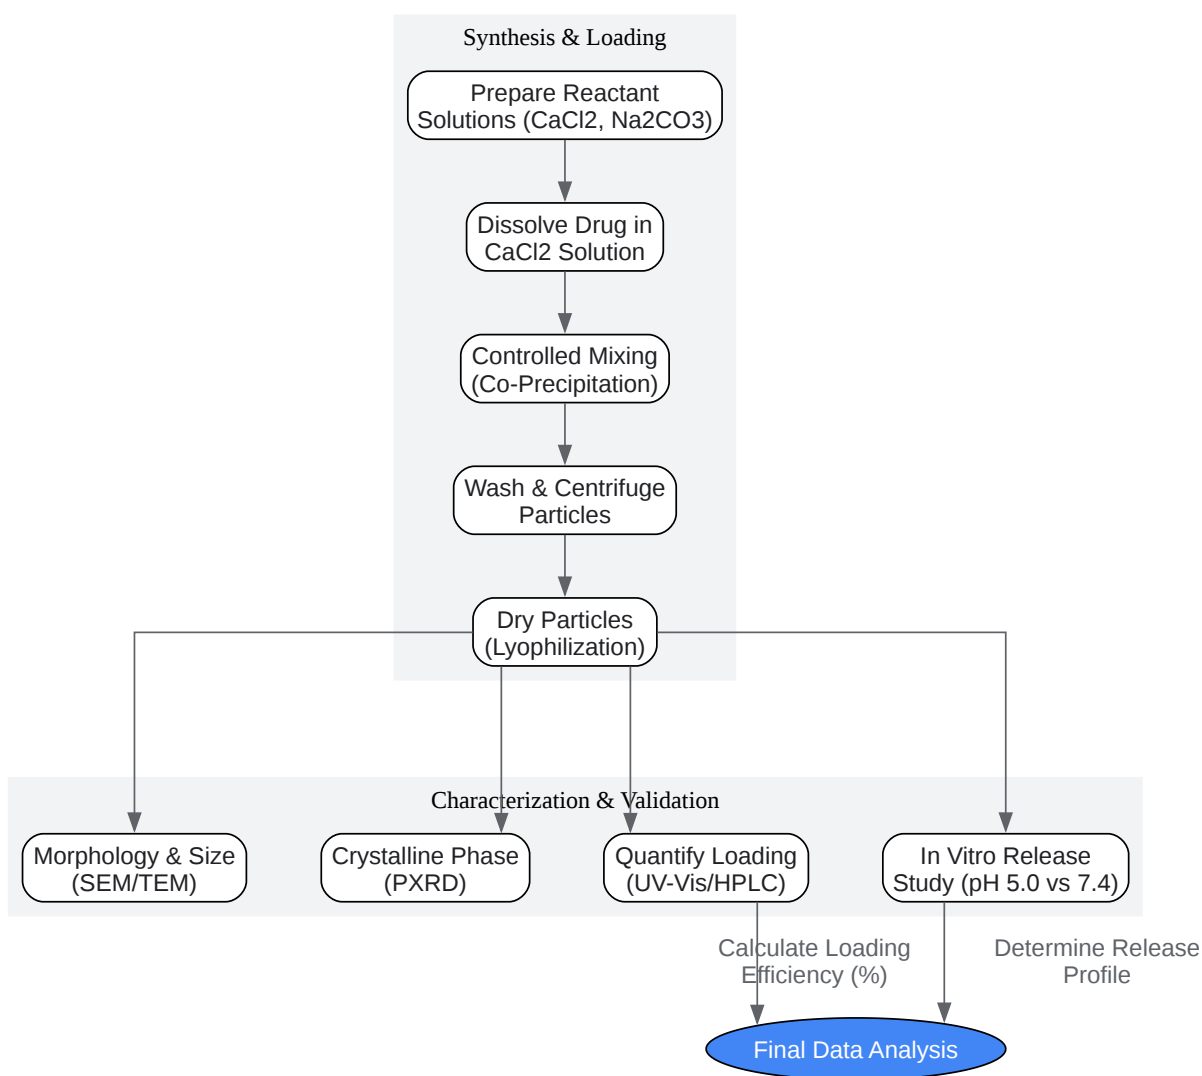 Synthesis & Loading
Prepare Reactant
Solutions (CaCl2, Na2CO3)
Dissolve Drug in
CaCl2 Solution
Controlled Mixing
(Co-Precipitation)
Wash & Centrifuge
Particles
Dry Particles
(Lyophilization)
Characterization & Validation
Morphology & Size
(SEM/TEM)
Crystalline Phase
(PXRD)
Quantify Loading
(UV-Vis/HPLC)
In Vitro Release
Study (pH 5.0 vs 7.4)
Calculate Loading
Efficiency (%)
Determine Release
Profile
Final Data Analysis